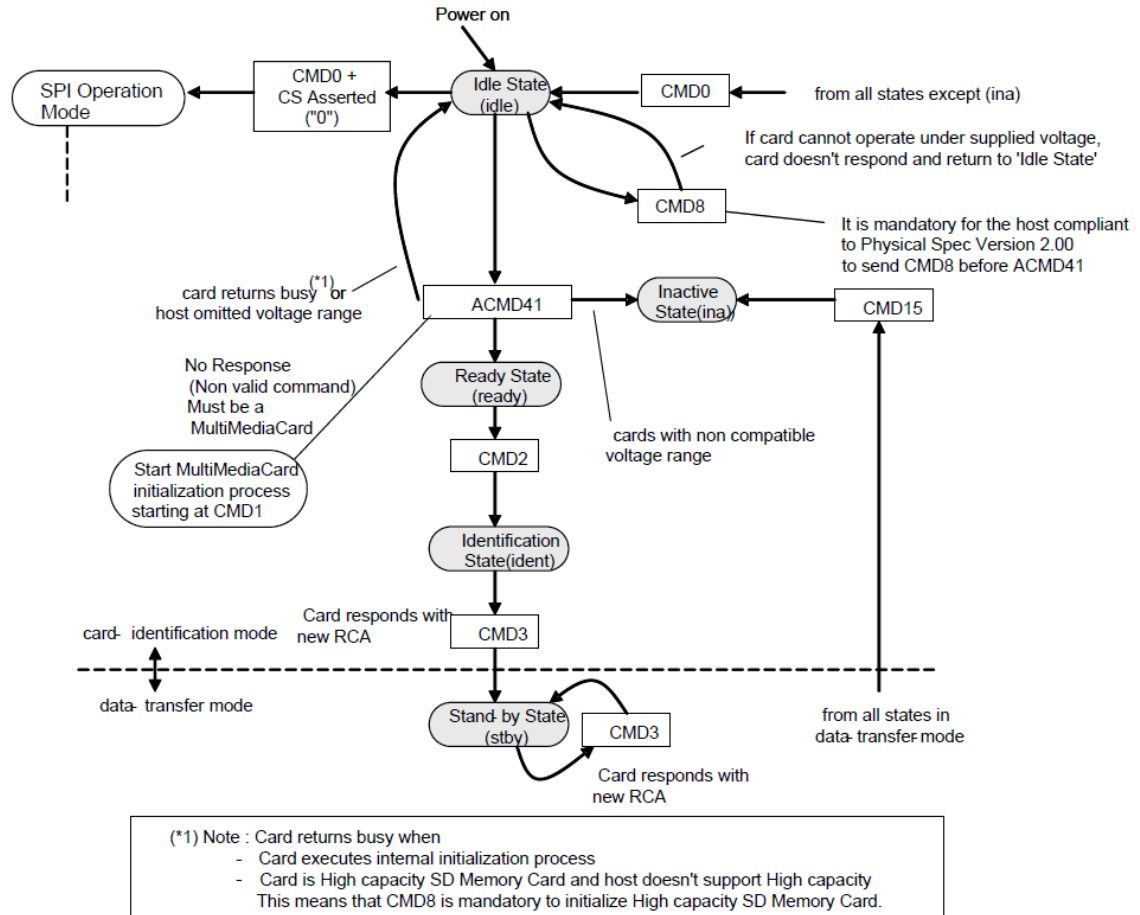 Power on
SPI Operation
Mode
CMD0 +
CS Asserted
("0")
Idle State
(idle)
CMD0
from all states except (ina)
If card cannot operate under supplied voltage,
card doesn't respond and return to 'Idle State'
CMD8
It is mandatory for the host compliant
to Physical Spec Version 2.00
to send CMD8 before ACMD41
card returns busy (*1) or
host omitted voltage range
ACMD41
Inactive
State(ina)
CMD15
No Response
(Non valid command)
Must be a
MultiMediaCard
Ready State
(ready)
cards with non compatible
voltage range
CMD2
Start MultiMediaCard
initialization process
starting at CMD1
Identification
State(ident)
Card responds with
new RCA
CMD3
card- identification mode
data- transfer mode
Stand- by State
(stby)
CMD3
from all states in
data- transfer-mode
Card responds with
new RCA
(*1) Note : Card returns busy when
- Card executes internal initialization process
- Card is High capacity SD Memory Card and host doesn't support High capacity
This means that CMD8 is mandatory to initialize High capacity SD Memory Card.